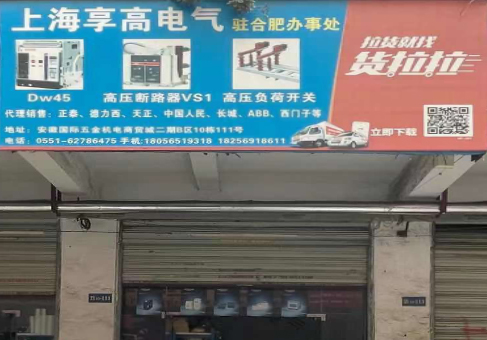 上海享高电气 驻合肥办事处
Dw45 高压断路器VS1 高压负荷开关
代理销售：正泰、德力西、天正、中国人民、长城、ABB、西门子等
地址：安徽国际五金机电商贸城二期B区10栋111号
电话：0551-62786475 手机:18056519318 18256918611
拉货就找
货拉拉
立即下载